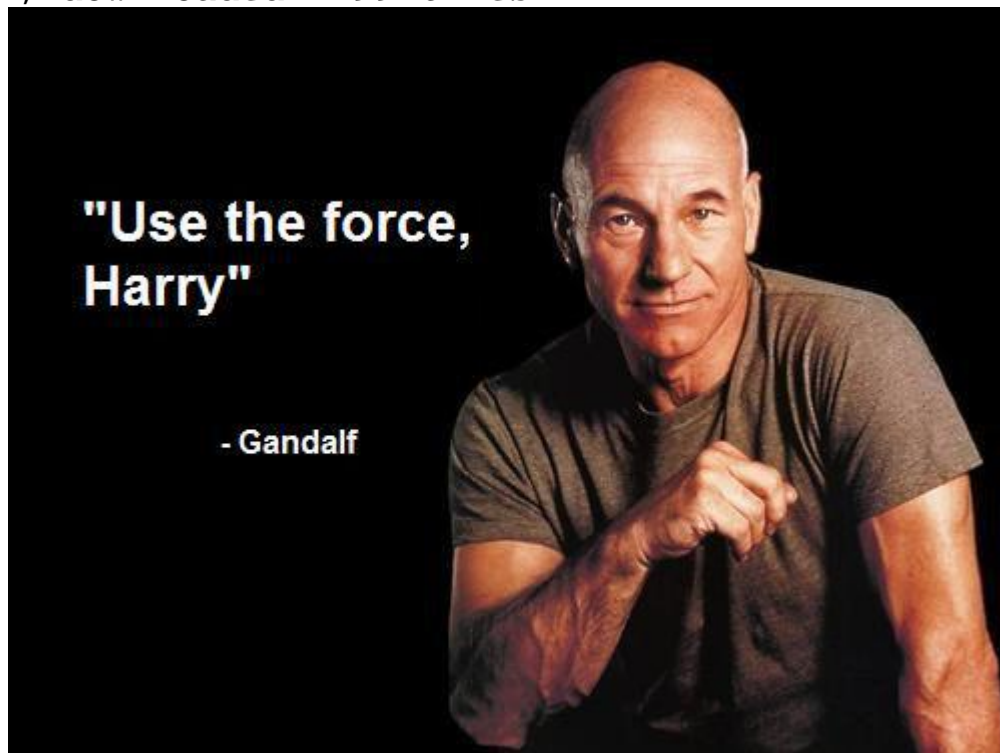 "Use the force,
Harry"
- Gandalf